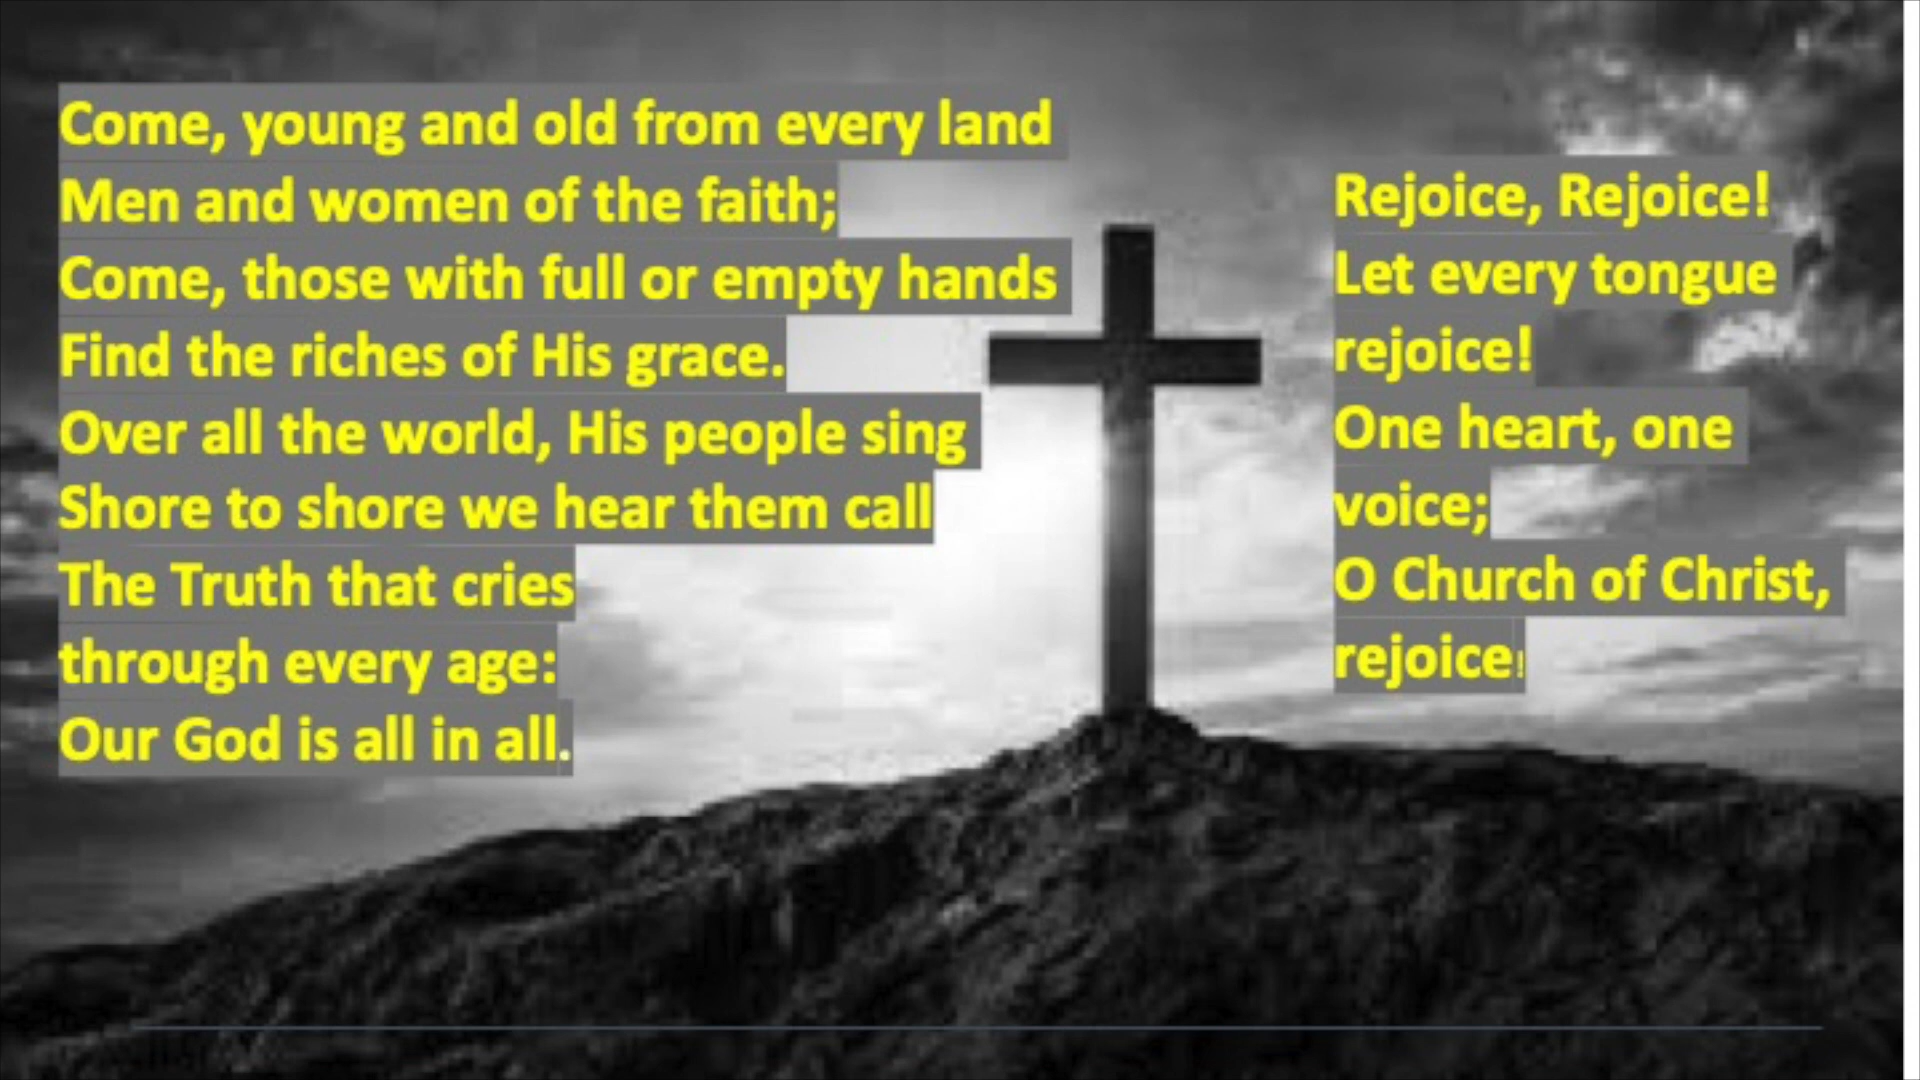 Come, young and old from every land
Men and women of the faith;
Come, those with full or empty hands
Find the riches of His grace.
Over all the world, His people sing
Shore to shore we hear them call
The Truth that cries
through every age:
Our God is all in all.
Rejoice, Rejoice!
Let every tongue
rejoice!
One heart, one
voice;
O Church of Christ,
rejoice!